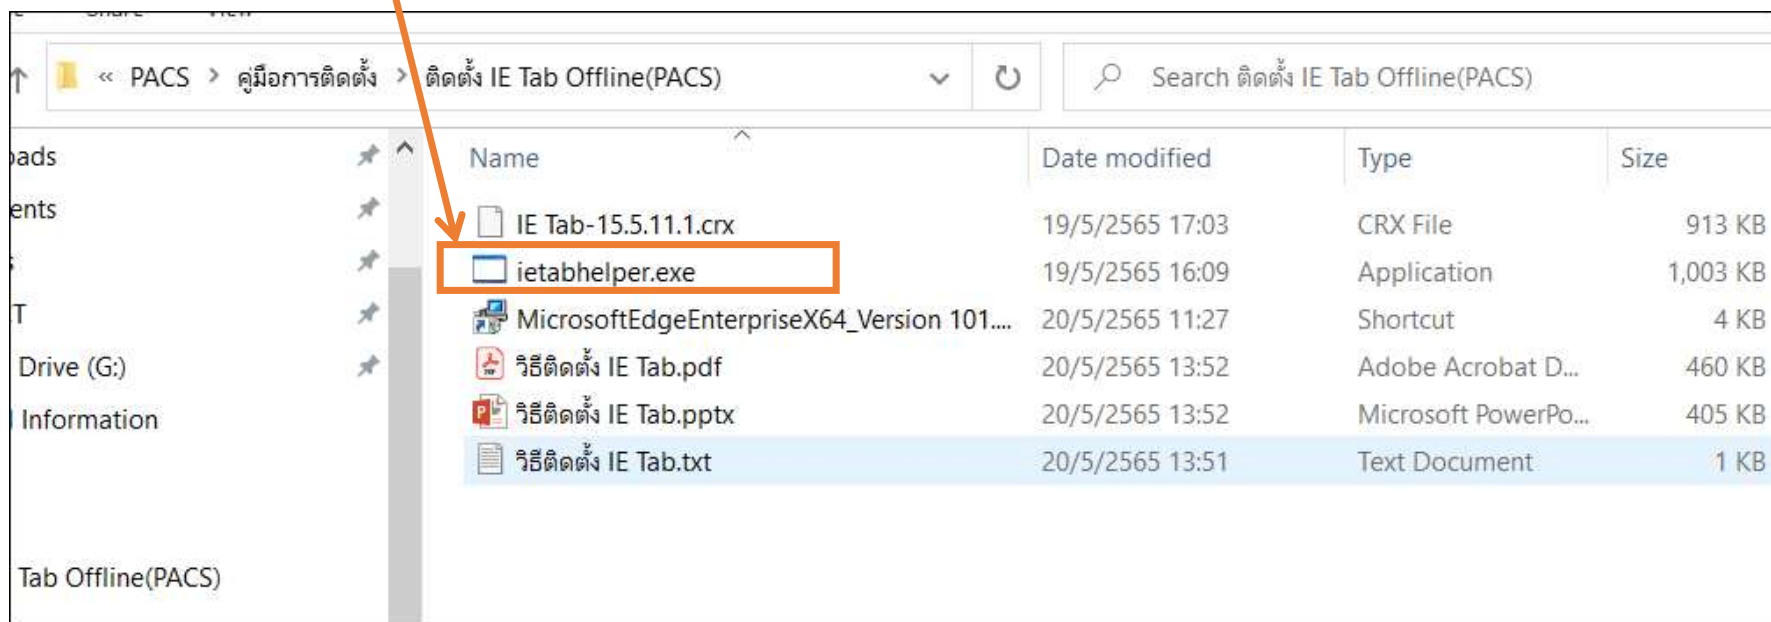 « PACS > คู่มือการติดตั้ง > ติดตั้ง IE Tab Offline(PACS)
Search ติดตั้ง IE Tab Offline(PACS)
Name Date modified Type Size
IE Tab-15.5.11.1.crx 19/5/2565 17:03 CRX File 913 KB
ietabhelper.exe 19/5/2565 16:09 Application 1,003 KB
MicrosoftEdgeEnterpriseX64_Version 101.... 20/5/2565 11:27 Shortcut 4 KB
วิธีติดตั้ง IE Tab.pdf 20/5/2565 13:52 Adobe Acrobat D... 460 KB
วิธีติดตั้ง IE Tab.pptx 20/5/2565 13:52 Microsoft PowerPo... 405 KB
วิธีติดตั้ง IE Tab.txt 20/5/2565 13:51 Text Document 1 KB
oads
ents
T
Drive (G:)
Information
Tab Offline(PACS)